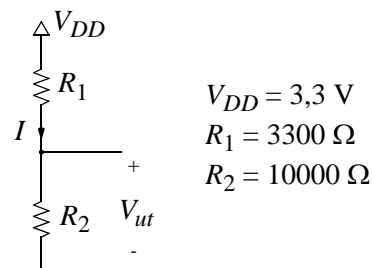 V_DD
R_1
I
+
R_2
V_ut
-
V_DD = 3,3 V
R_1 = 3300 Ω
R_2 = 10000 Ω